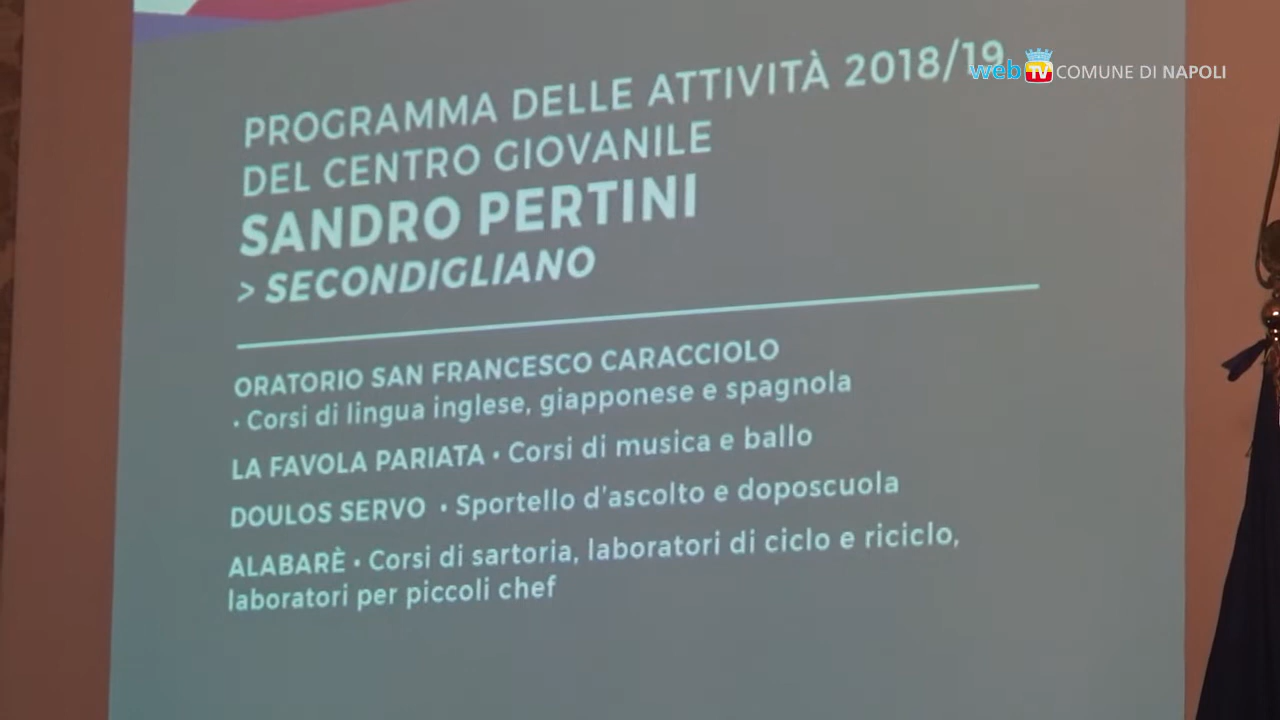 PROGRAMMA DELLE ATTIVITÀ 2018/19
DEL CENTRO GIOVANILE
SANDRO PERTINI
> SECONDIGLIANO
ORATORIO SAN FRANCESCO CARACCIOLO
• Corsi di lingua inglese, giapponese e spagnola
LA FAVOLA PARIATA • Corsi di musica e ballo
DOULOS SERVO • Sportello d'ascolto e doposcuola
ALABARÈ • Corsi di sartoria, laboratori di ciclo e riciclo,
laboratori per piccoli chef
web TV COMUNE DI NAPOLI